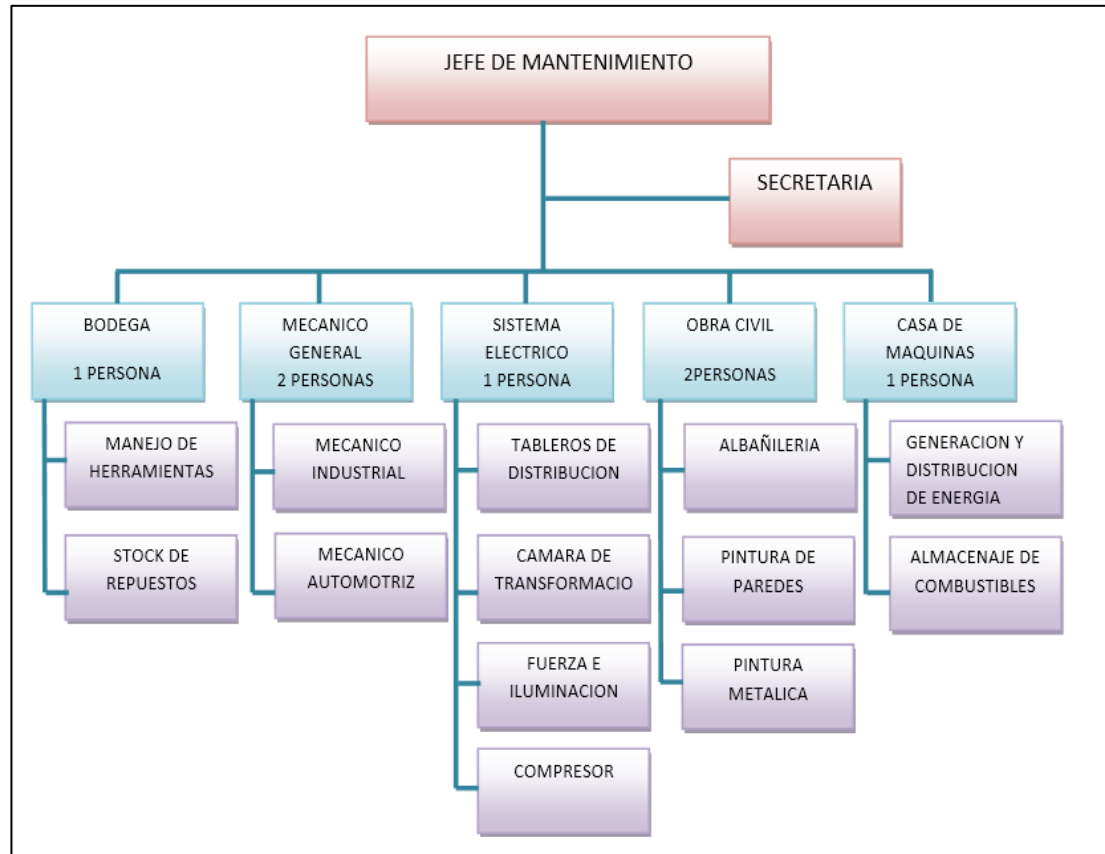 JEFE DE MANTENIMIENTO
SECRETARIA
BODEGA
1 PERSONA
MECANICO
GENERAL
2 PERSONAS
SISTEMA
ELECTRICO
1 PERSONA
OBRA CIVIL
2PERSONAS
CASA DE
MAQUINAS
1 PERSONA
MANEJO DE
HERRAMIENTAS
STOCK DE
REPUESTOS
MECANICO
INDUSTRIAL
MECANICO
AUTOMOTRIZ
TABLEROS DE
DISTRIBUCION
CAMARA DE
TRANSFORMACIO
FUERZA E
ILUMINACION
COMPRESOR
ALBAÑILERIA
PINTURA DE
PAREDES
PINTURA
METALICA
GENERACION Y
DISTRIBUCION
DE ENERGIA
ALMACENAJE DE
COMBUSTIBLES